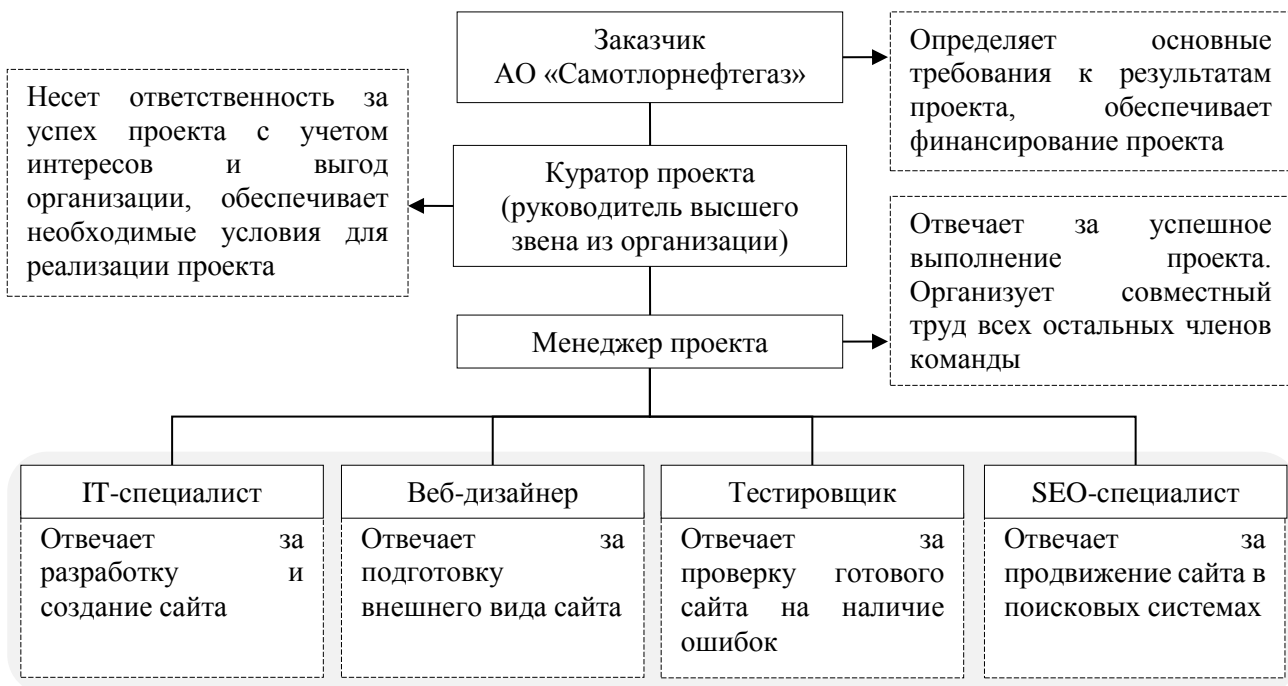 Заказчик
АО «Самотлорнефтегаз»
Определяет основные
требования к результатам
проекта, обеспечивает
финансирование проекта
Несет ответственность за
успех проекта с учетом
интересов и выгод
организации, обеспечивает
необходимые условия для
реализации проекта
Куратор проекта
(руководитель высшего
звена из организации)
Отвечает за успешное
выполнение проекта.
Организует совместный
труд всех остальных членов
команды
Менеджер проекта
IT-специалист
Отвечает за
разработку и
создание сайта
Веб-дизайнер
Отвечает за
подготовку
внешнего вида сайта
Тестировщик
Отвечает за
проверку готового
сайта на наличие
ошибок
SEO-специалист
Отвечает за
продвижение сайта в
поисковых системах